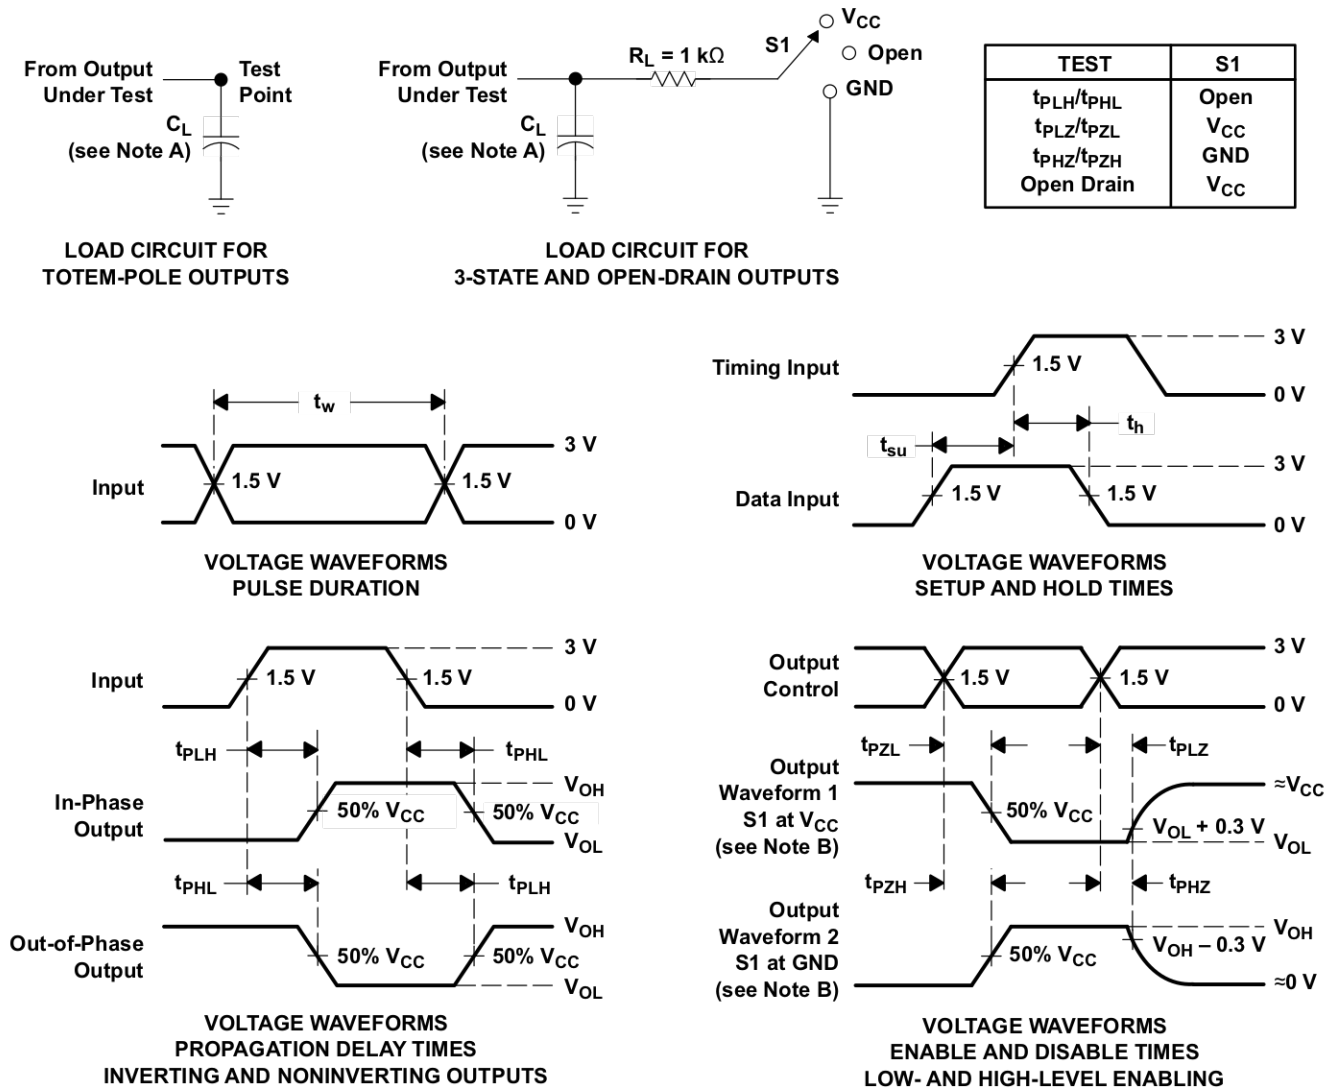 From Output
Under Test
Test
Point
CL
(see Note A)
LOAD CIRCUIT FOR
TOTEM-POLE OUTPUTS
From Output
Under Test
CL
(see Note A)
RL = 1 kΩ
S1
VCC
Open
GND
LOAD CIRCUIT FOR
3-STATE AND OPEN-DRAIN OUTPUTS
TEST S1
tPLH/tPHL Open
tPLZ/tPZL VCC
tPHZ/tPZH GND
Open Drain VCC
tw
Input
1.5 V
1.5 V
3 V
0 V
VOLTAGE WAVEFORMS
PULSE DURATION
Timing Input
1.5 V
3 V
0 V
tsu
th
Data Input
1.5 V
1.5 V
3 V
0 V
VOLTAGE WAVEFORMS
SETUP AND HOLD TIMES
Input
1.5 V
1.5 V
3 V
0 V
tPLH
tPHL
In-Phase
Output
50% VCC
50% VCC
VOH
VOL
tPHL
tPLH
Out-of-Phase
Output
50% VCC
50% VCC
VOH
VOL
VOLTAGE WAVEFORMS
PROPAGATION DELAY TIMES
INVERTING AND NONINVERTING OUTPUTS
Output
Control
1.5 V
1.5 V
3 V
0 V
tPZL
tPLZ
Output
Waveform 1
S1 at VCC
(see Note B)
50% VCC
VOL + 0.3 V
≈VCC
VOL
tPZH
tPHZ
Output
Waveform 2
S1 at GND
(see Note B)
50% VCC
VOH − 0.3 V
VOH
≈0 V
VOLTAGE WAVEFORMS
ENABLE AND DISABLE TIMES
LOW- AND HIGH-LEVEL ENABLING